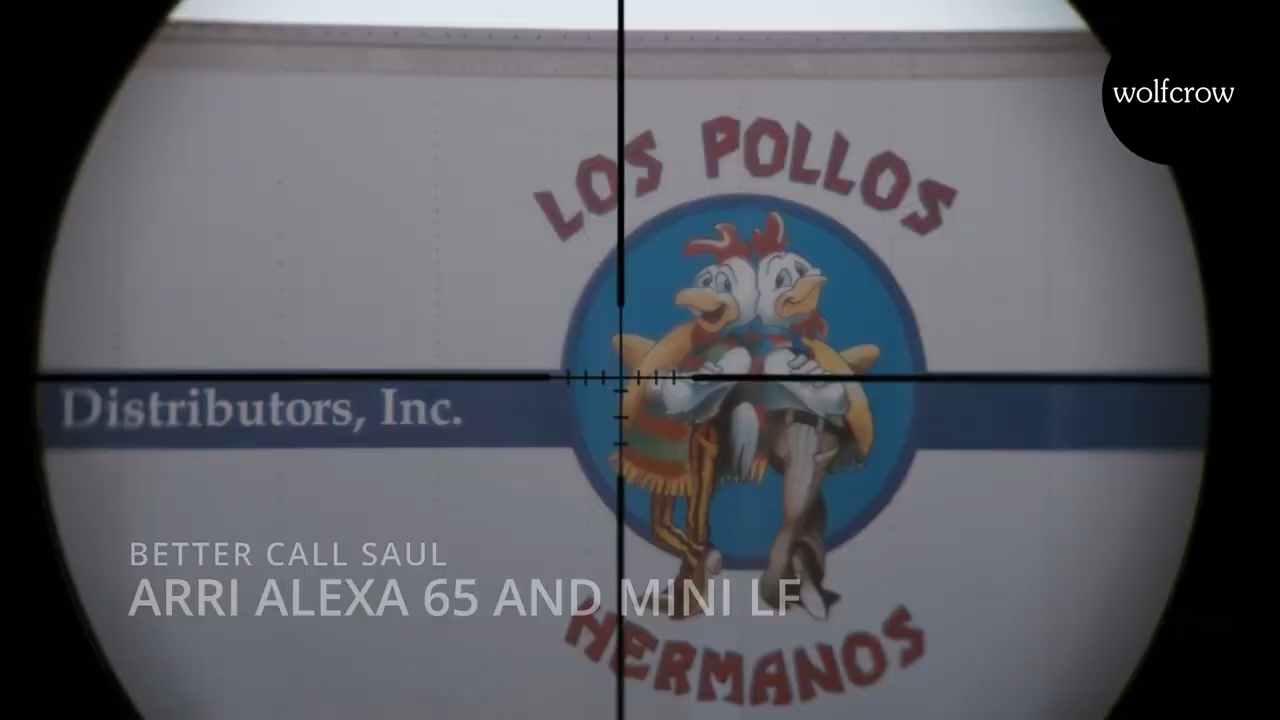 wolfcrow
LOS POLLOS
Distributors, Inc.
BETTER CALL SAUL
ARRI ALEXA 65 AND MINI LF
HERMANOS